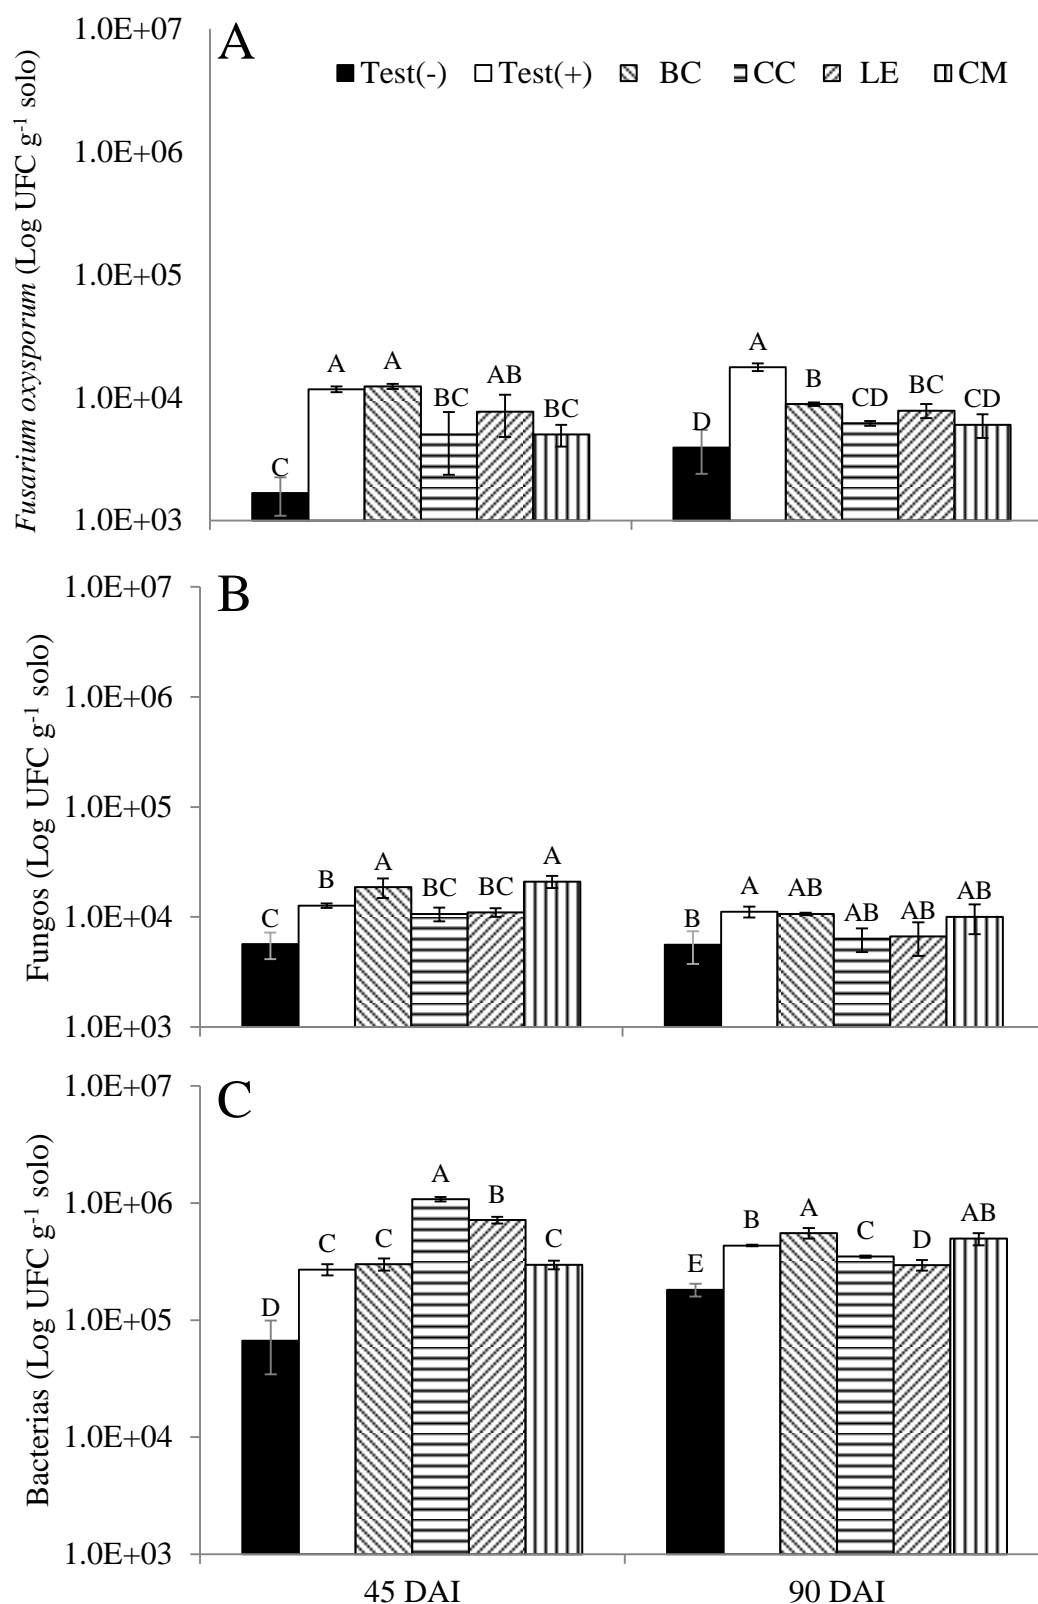 A
1.0E+07
Test(-) Test(+) BC CC LE CM
1.0E+06
1.0E+05
1.0E+04
1.0E+03
Fusarium oxysporum (Log UFC g-1 solo)
C A A BC AB BC
D A B CD BC CD
B
1.0E+07
1.0E+06
1.0E+05
1.0E+04
1.0E+03
Fungos (Log UFC g-1 solo)
C B A BC BC A
B A AB AB AB AB
C
1.0E+07
1.0E+06
1.0E+05
1.0E+04
1.0E+03
Bacterias (Log UFC g-1 solo)
D C C A B C
E B A C D AB
45 DAI 90 DAI